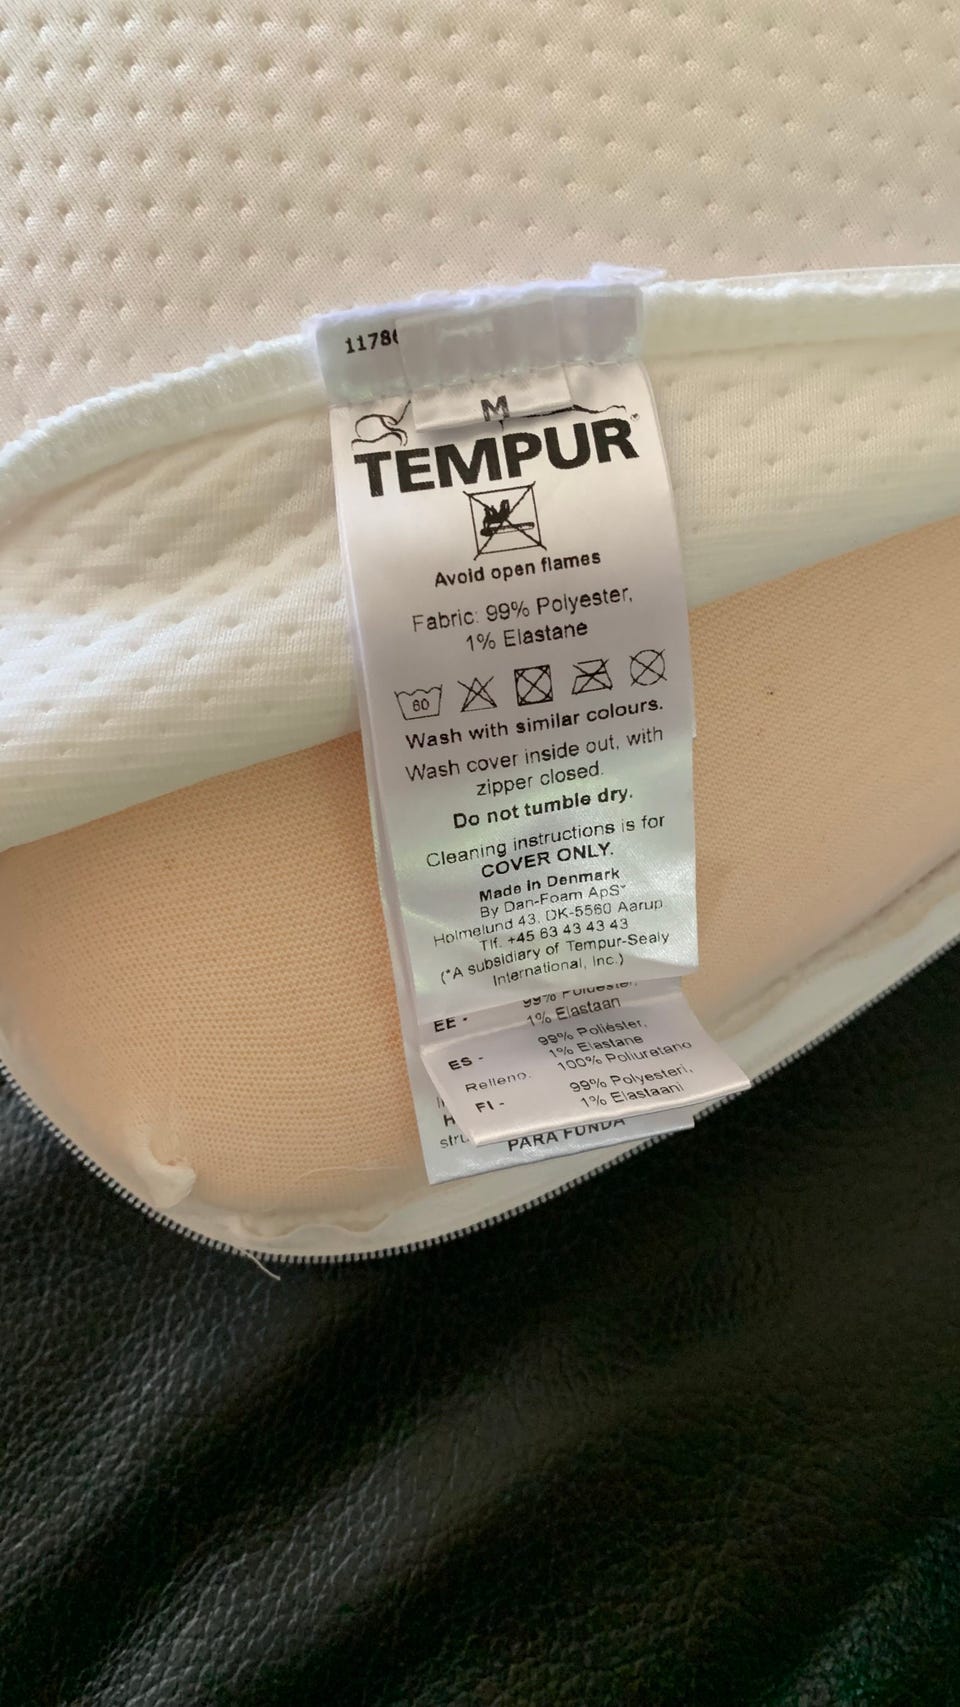 1178
M
TEMPUR
Avoid open flames
Fabric: 99% Polyester,
1% Elastane
60
Wash with similar colours.
Wash cover inside out, with
zipper closed.
Do not tumble dry.
Cleaning instructions is for
COVER ONLY.
Made in Denmark
By Dan-Foam ApS*
Holmelund 43, DK-5560 Aarup
Tlf. +45 63 43 43 43
(*A subsidiary of Tempur-Sealy
International, Inc.)
EE -
1% Elastaan
ES - 99% Poliéster,
1% Elastane
Relleno: 100% Poliuretano
FI - 99% Polyesteri,
1% Elastaani
PARA FUNDA